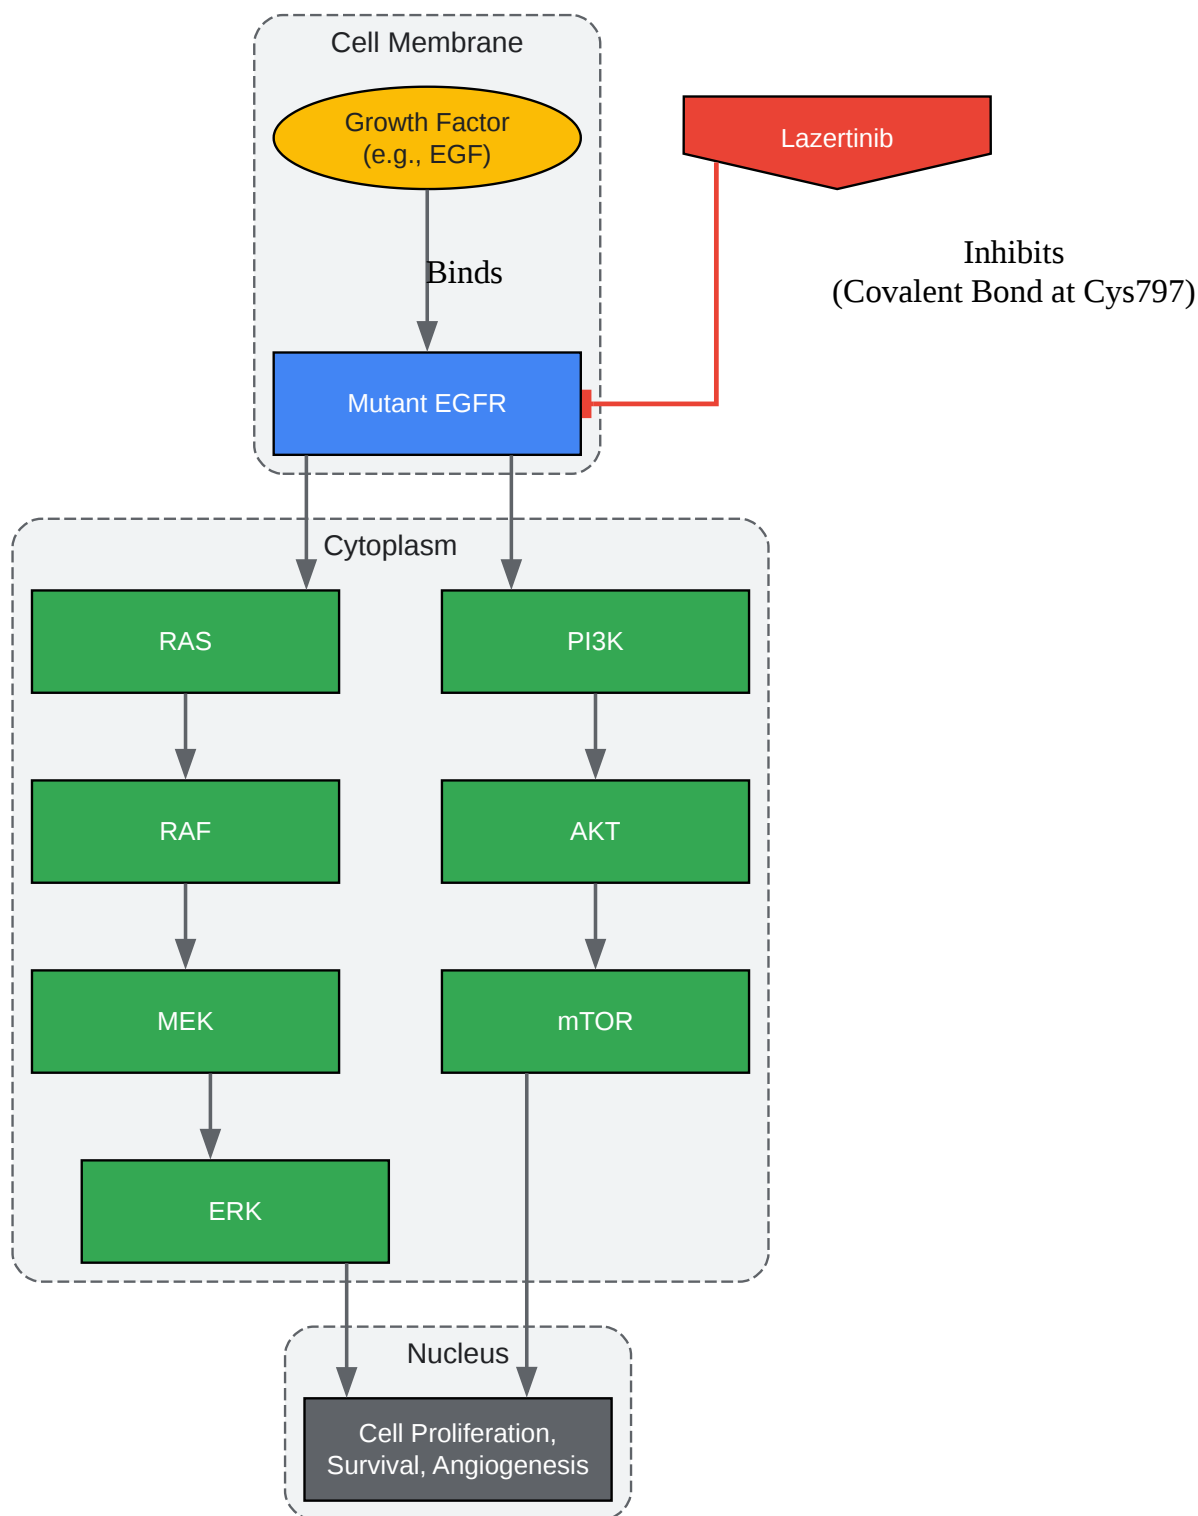 Cell Membrane
Growth Factor
(e.g., EGF)
Lazertinib
Binds
Inhibits
(Covalent Bond at Cys797)
Mutant EGFR
Cytoplasm
RAS
PI3K
RAF
AKT
MEK
mTOR
ERK
Nucleus
Cell Proliferation,
Survival, Angiogenesis